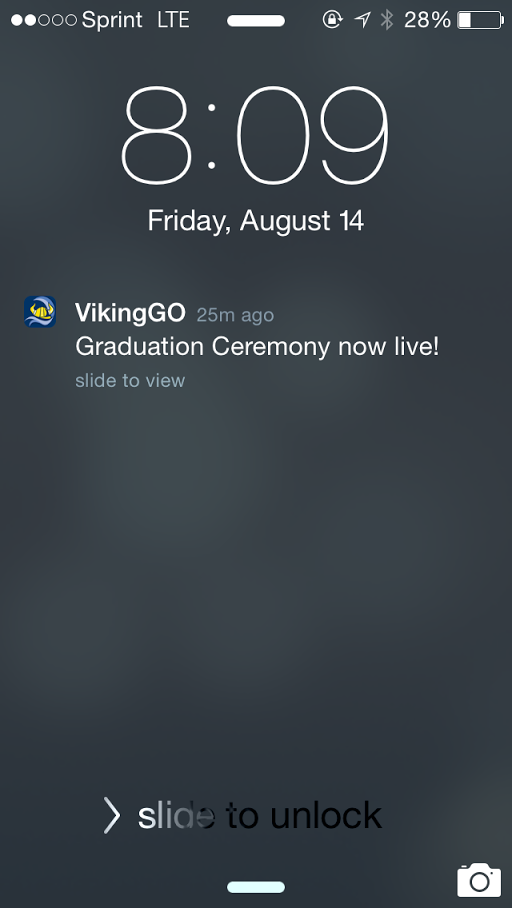 Sprint LTE 28%
8:09
Friday, August 14
VikingGO 25m ago
Graduation Ceremony now live!
slide to view
slide to unlock